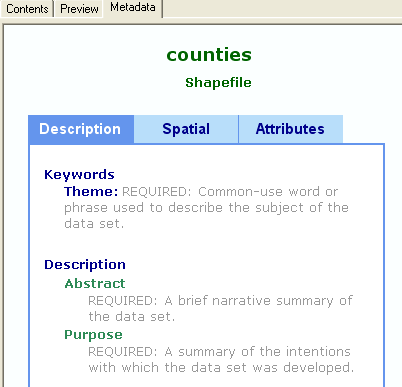 Contents Preview Metadata
counties
Shapefile
Description Spatial Attributes
Keywords
Theme: REQUIRED: Common-use word or
phrase used to describe the subject of the
data set.
Description
Abstract
REQUIRED: A brief narrative summary of
the data set.
Purpose
REQUIRED: A summary of the intentions
with which the data set was developed.